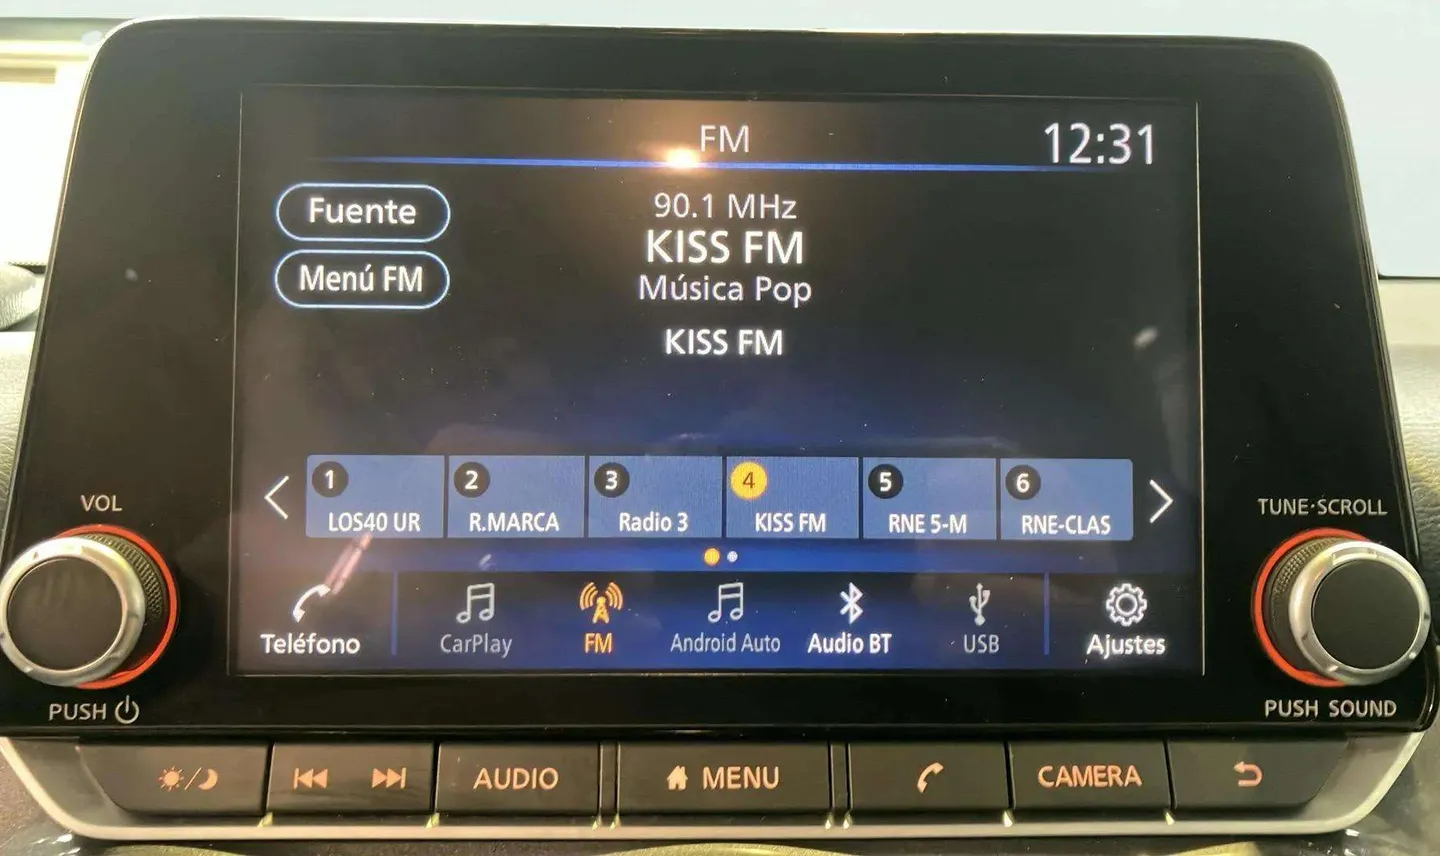 FM
12:31
Fuente
Menú FM
90.1 MHz
KISS FM
Música Pop
KISS FM
1 2 3 4 5 6
LOS40 UR R.MARCA Radio 3 KISS FM RNE 5-M RNE-CLAS
Teléfono CarPlay FM Android Auto Audio BT USB Ajustes
VOL
PUSH
TUNE·SCROLL
PUSH SOUND
AUDIO
MENU
CAMERA